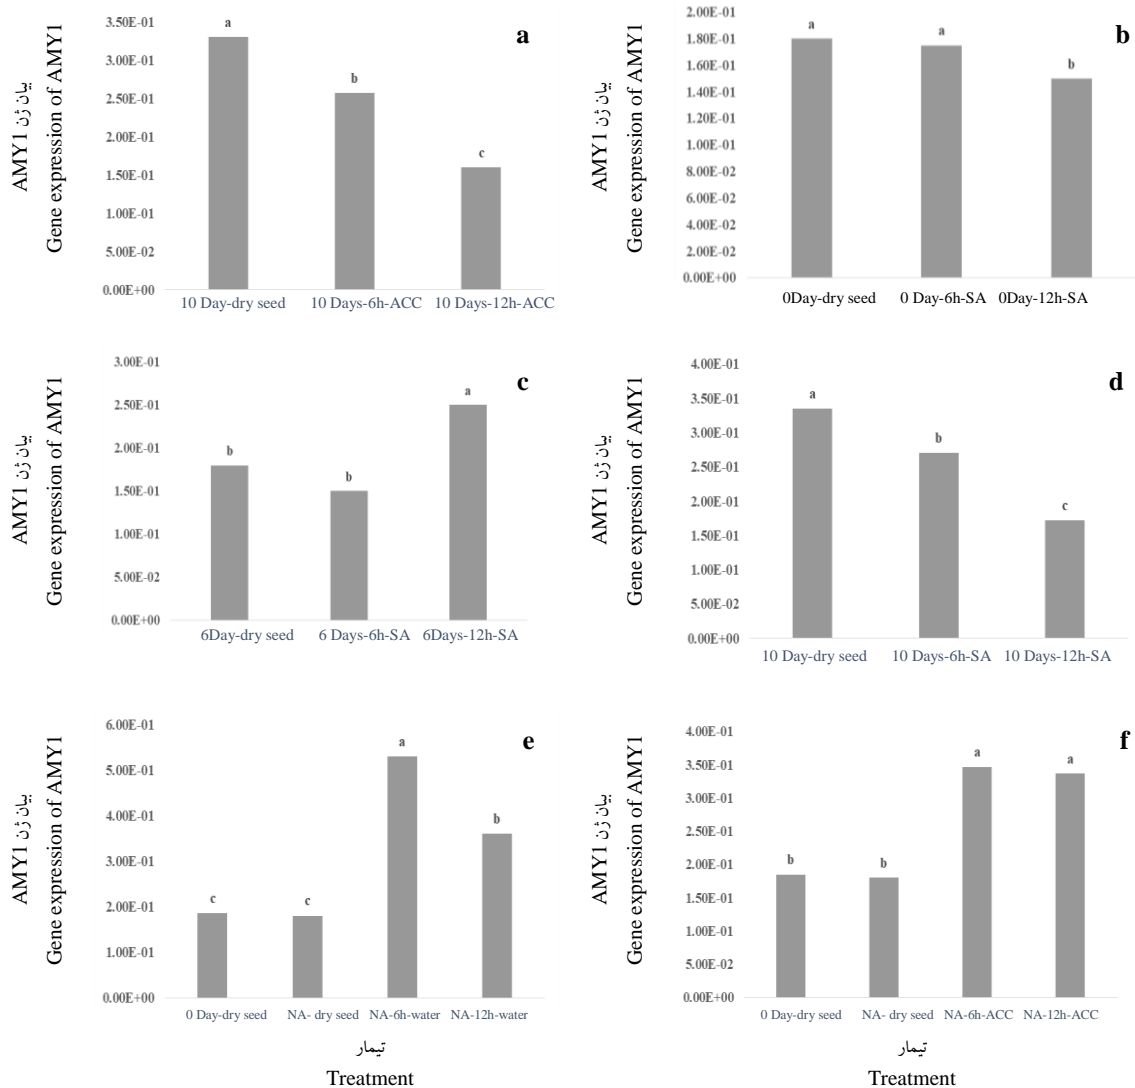 a
بیان ژن AMY1
Gene expression of AMY1
3.50E-01
3.00E-01
2.50E-01
2.00E-01
1.50E-01
1.00E-01
5.00E-02
0.00E+00
a
b
c
10 Day-dry seed 10 Days-6h-ACC 10 Days-12h-ACC
b
بیان ژن AMY1
Gene expression of AMY1
2.00E-01
1.80E-01
1.60E-01
1.40E-01
1.20E-01
1.00E-01
8.00E-02
6.00E-02
4.00E-02
2.00E-02
0.00E+00
a
a
b
0Day-dry seed 0 Day-6h-SA 0Day-12h-SA
c
بیان ژن AMY1
Gene expression of AMY1
3.00E-01
2.50E-01
2.00E-01
1.50E-01
1.00E-01
5.00E-02
0.00E+00
b
b
a
6Day-dry seed 6 Days-6h-SA 6Days-12h-SA
d
بیان ژن AMY1
Gene expression of AMY1
4.00E-01
3.50E-01
3.00E-01
2.50E-01
2.00E-01
1.50E-01
1.00E-01
5.00E-02
0.00E+00
a
b
c
10 Day-dry seed 10 Days-6h-SA 10 Days-12h-SA
e
بیان ژن AMY1
Gene expression of AMY1
6.00E-01
5.00E-01
4.00E-01
3.00E-01
2.00E-01
1.00E-01
0.00E+00
c
c
a
b
0 Day-dry seed NA- dry seed NA-6h-water NA-12h-water
تیمار
Treatment
f
بیان ژن AMY1
Gene expression of AMY1
4.00E-01
3.50E-01
3.00E-01
2.50E-01
2.00E-01
1.50E-01
1.00E-01
5.00E-02
0.00E+00
b
b
a
a
0 Day-dry seed NA- dry seed NA-6h-ACC NA-12h-ACC
تیمار
Treatment